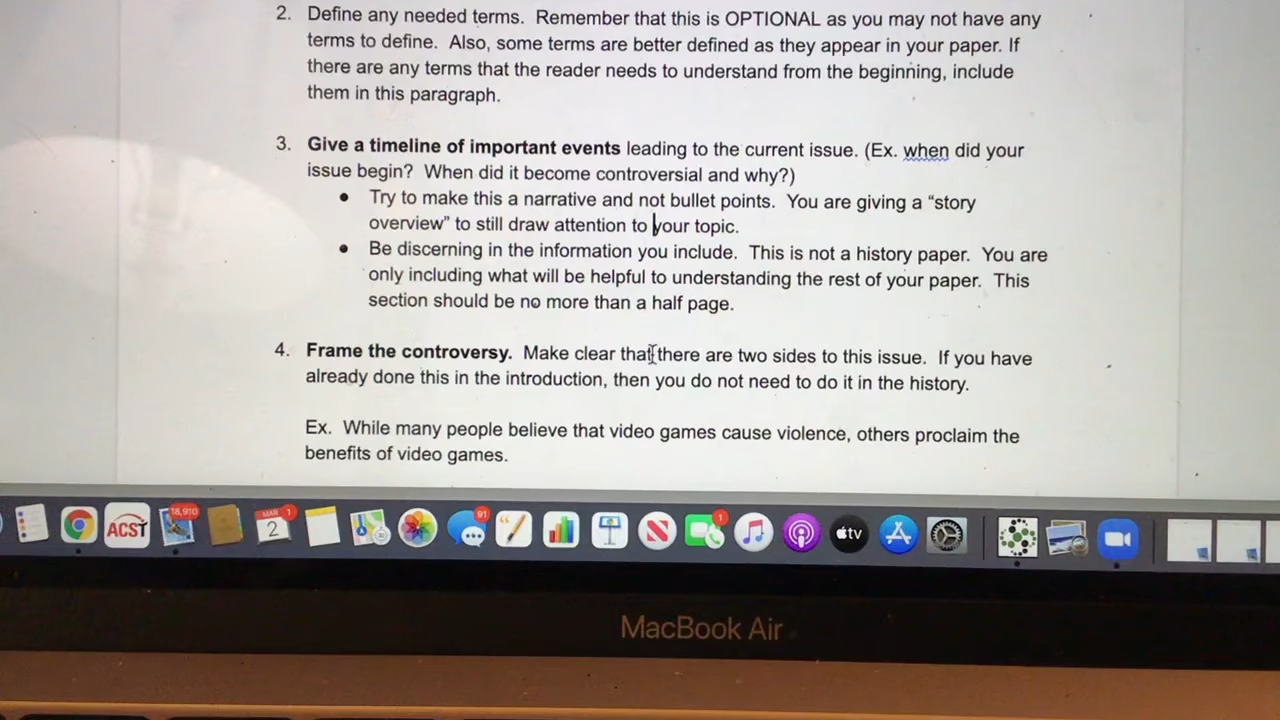 2. Define any needed terms. Remember that this is OPTIONAL as you may not have any
terms to define. Also, some terms are better defined as they appear in your paper. If
there are any terms that the reader needs to understand from the beginning, include
them in this paragraph.
3. Give a timeline of important events leading to the current issue. (Ex. when did your
issue begin? When did it become controversial and why?)
• Try to make this a narrative and not bullet points. You are giving a “story
overview” to still draw attention to your topic.
• Be discerning in the information you include. This is not a history paper. You are
only including what will be helpful to understanding the rest of your paper. This
section should be no more than a half page.
4. Frame the controversy. Make clear that there are two sides to this issue. If you have
already done this in the introduction, then you do not need to do it in the history.
Ex. While many people believe that video games cause violence, others proclaim the
benefits of video games.
ACST 18,910 MAR 2 1 91 N 1 tv
MacBook Air